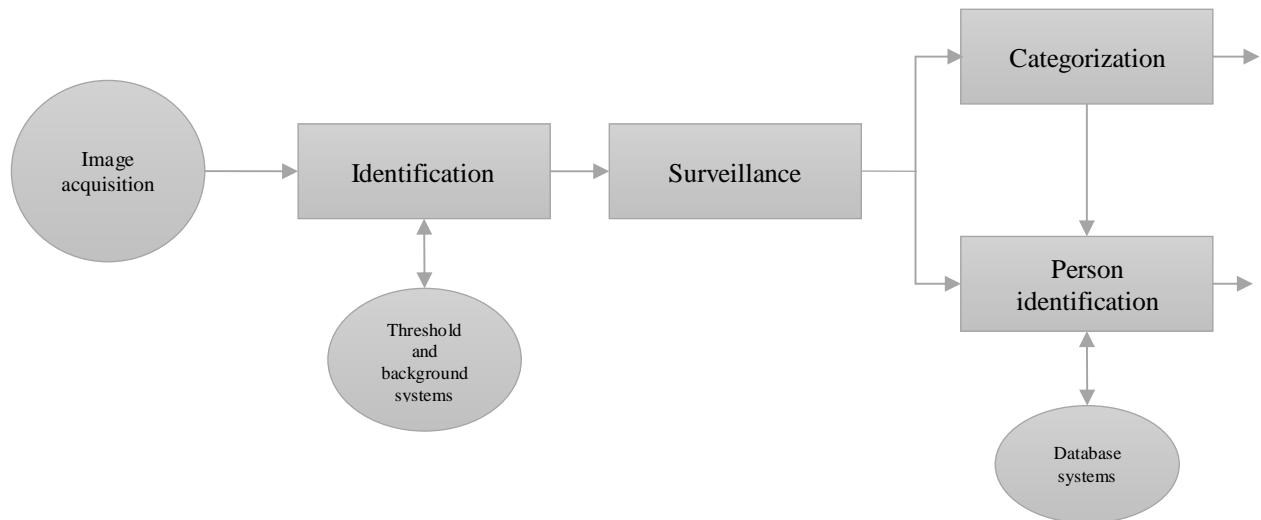 Image
acquisition
Identification
Threshold
and
background
systems
Surveillance
Categorization
Person
identification
Database
systems